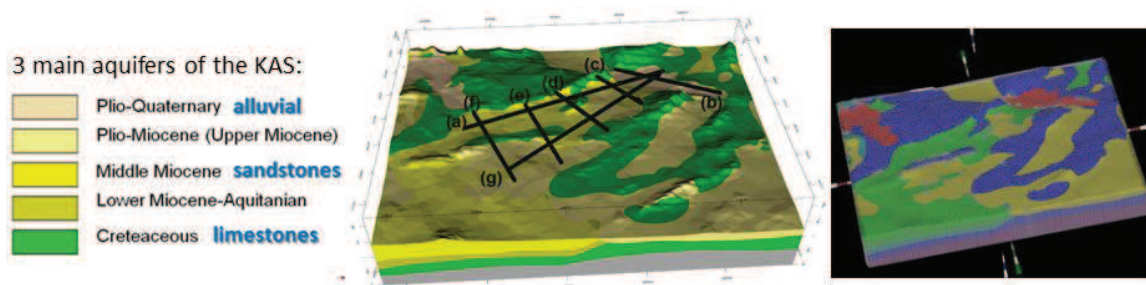 3 main aquifers of the KAS:
Plio-Quaternary alluvial
Plio-Miocene (Upper Miocene)
Middle Miocene sandstones
Lower Miocene-Aquitanian
Creteaceous limestones
(c)
(d)
(e)
(f)
(b)
(a)
(g)